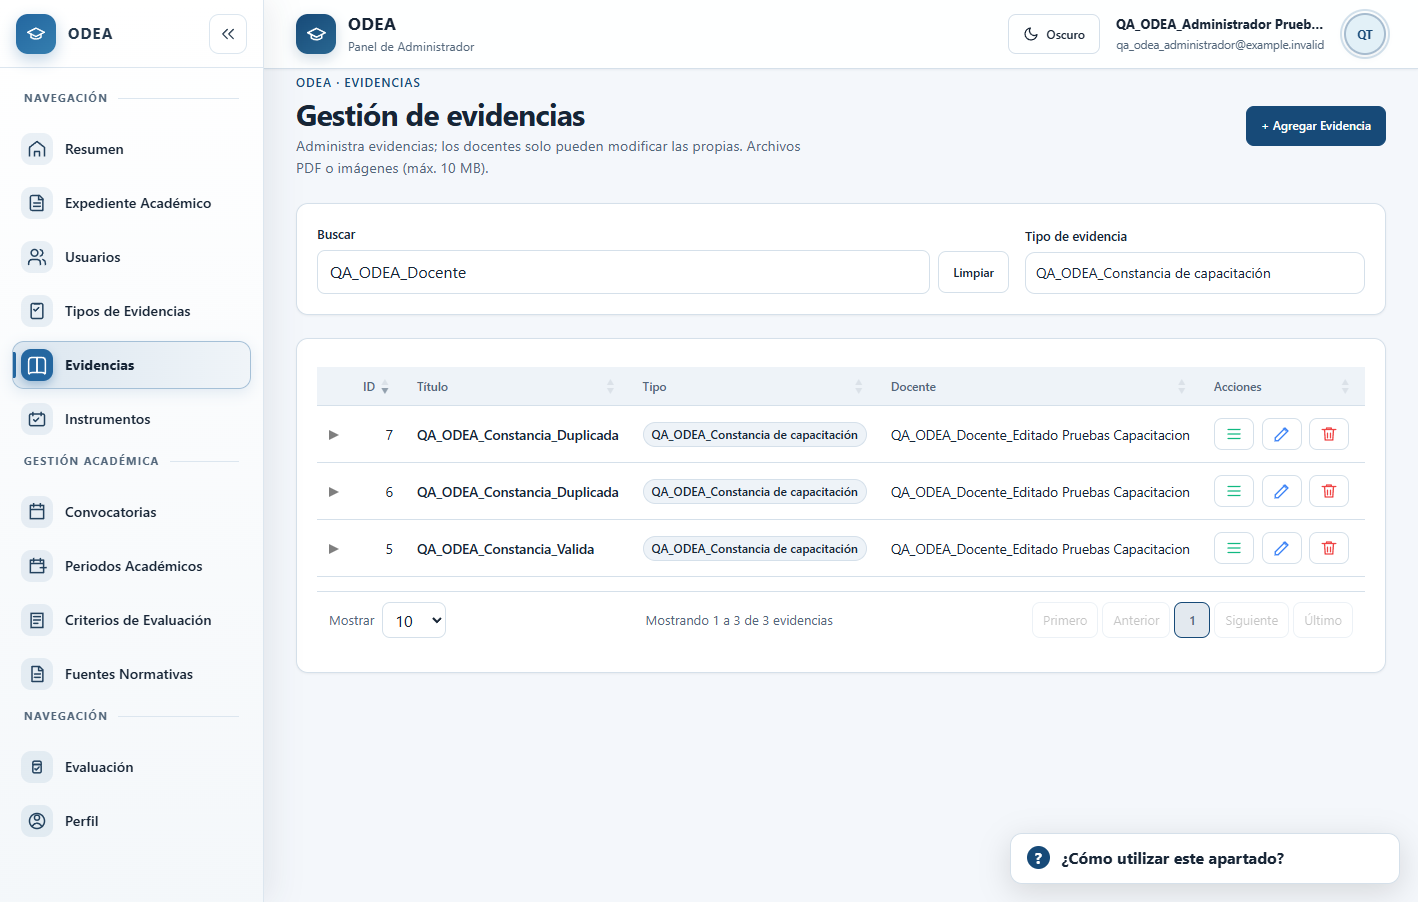 ODEA
NAVEGACIÓN
Resumen
Expediente Académico
Usuarios
Tipos de Evidencias
Evidencias
Instrumentos
GESTIÓN ACADÉMICA
Convocatorias
Periodos Académicos
Criterios de Evaluación
Fuentes Normativas
NAVEGACIÓN
Evaluación
Perfil
ODEA
Panel de Administrador
Oscuro
QA_ODEA_Administrador Prueb...
qa_odea_administrador@example.invalid
QT
ODEA · EVIDENCIAS
Gestión de evidencias
Administra evidencias; los docentes solo pueden modificar las propias. Archivos
PDF o imágenes (máx. 10 MB).
+ Agregar Evidencia
Buscar
QA_ODEA_Docente
Limpiar
Tipo de evidencia
QA_ODEA_Constancia de capacitación
ID Título Tipo Docente Acciones
7 QA_ODEA_Constancia_Duplicada QA_ODEA_Constancia de capacitación QA_ODEA_Docente_Editado Pruebas Capacitacion
6 QA_ODEA_Constancia_Duplicada QA_ODEA_Constancia de capacitación QA_ODEA_Docente_Editado Pruebas Capacitacion
5 QA_ODEA_Constancia_Valida QA_ODEA_Constancia de capacitación QA_ODEA_Docente_Editado Pruebas Capacitacion
Mostrar 10 Mostrando 1 a 3 de 3 evidencias Primero Anterior 1 Siguiente Último
? ¿Cómo utilizar este apartado?